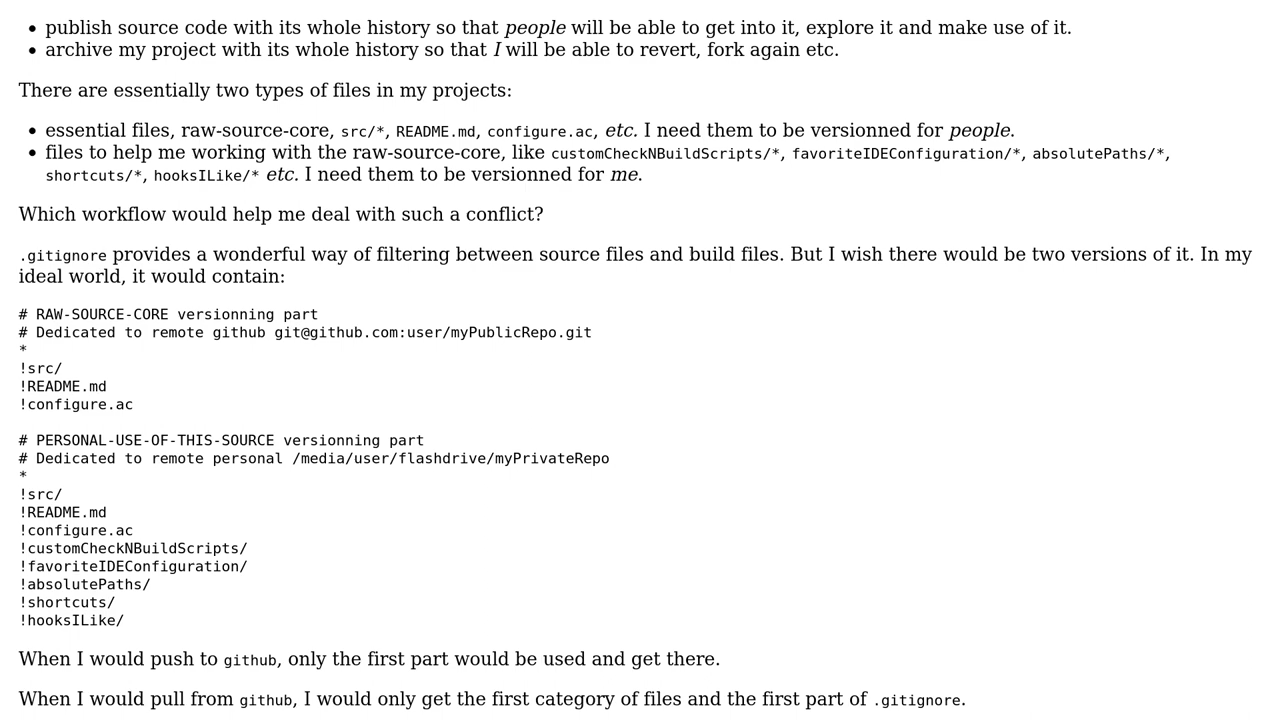 publish source code with its whole history so that people will be able to get into it, explore it and make use of it.
archive my project with its whole history so that I will be able to revert, fork again etc.
There are essentially two types of files in my projects:
essential files, raw-source-core, src/*, README.md, configure.ac, etc. I need them to be versionned for people.
files to help me working with the raw-source-core, like customCheckNBuildScripts/*, favoriteIDEConfiguration/*, absolutePaths/*,
shortcuts/*, hooksILike/* etc. I need them to be versionned for me.
Which workflow would help me deal with such a conflict?
.gitignore provides a wonderful way of filtering between source files and build files. But I wish there would be two versions of it. In my
ideal world, it would contain:
# RAW-SOURCE-CORE versionning part
# Dedicated to remote github git@github.com:user/myPublicRepo.git
*
!src/
!README.md
!configure.ac
# PERSONAL-USE-OF-THIS-SOURCE versionning part
# Dedicated to remote personal /media/user/flashdrive/myPrivateRepo
*
!src/
!README.md
!configure.ac
!customCheckNBuildScripts/
!favoriteIDEConfiguration/
!absolutePaths/
!shortcuts/
!hooksILike/
When I would push to github, only the first part would be used and get there.
When I would pull from github, I would only get the first category of files and the first part of .gitignore.